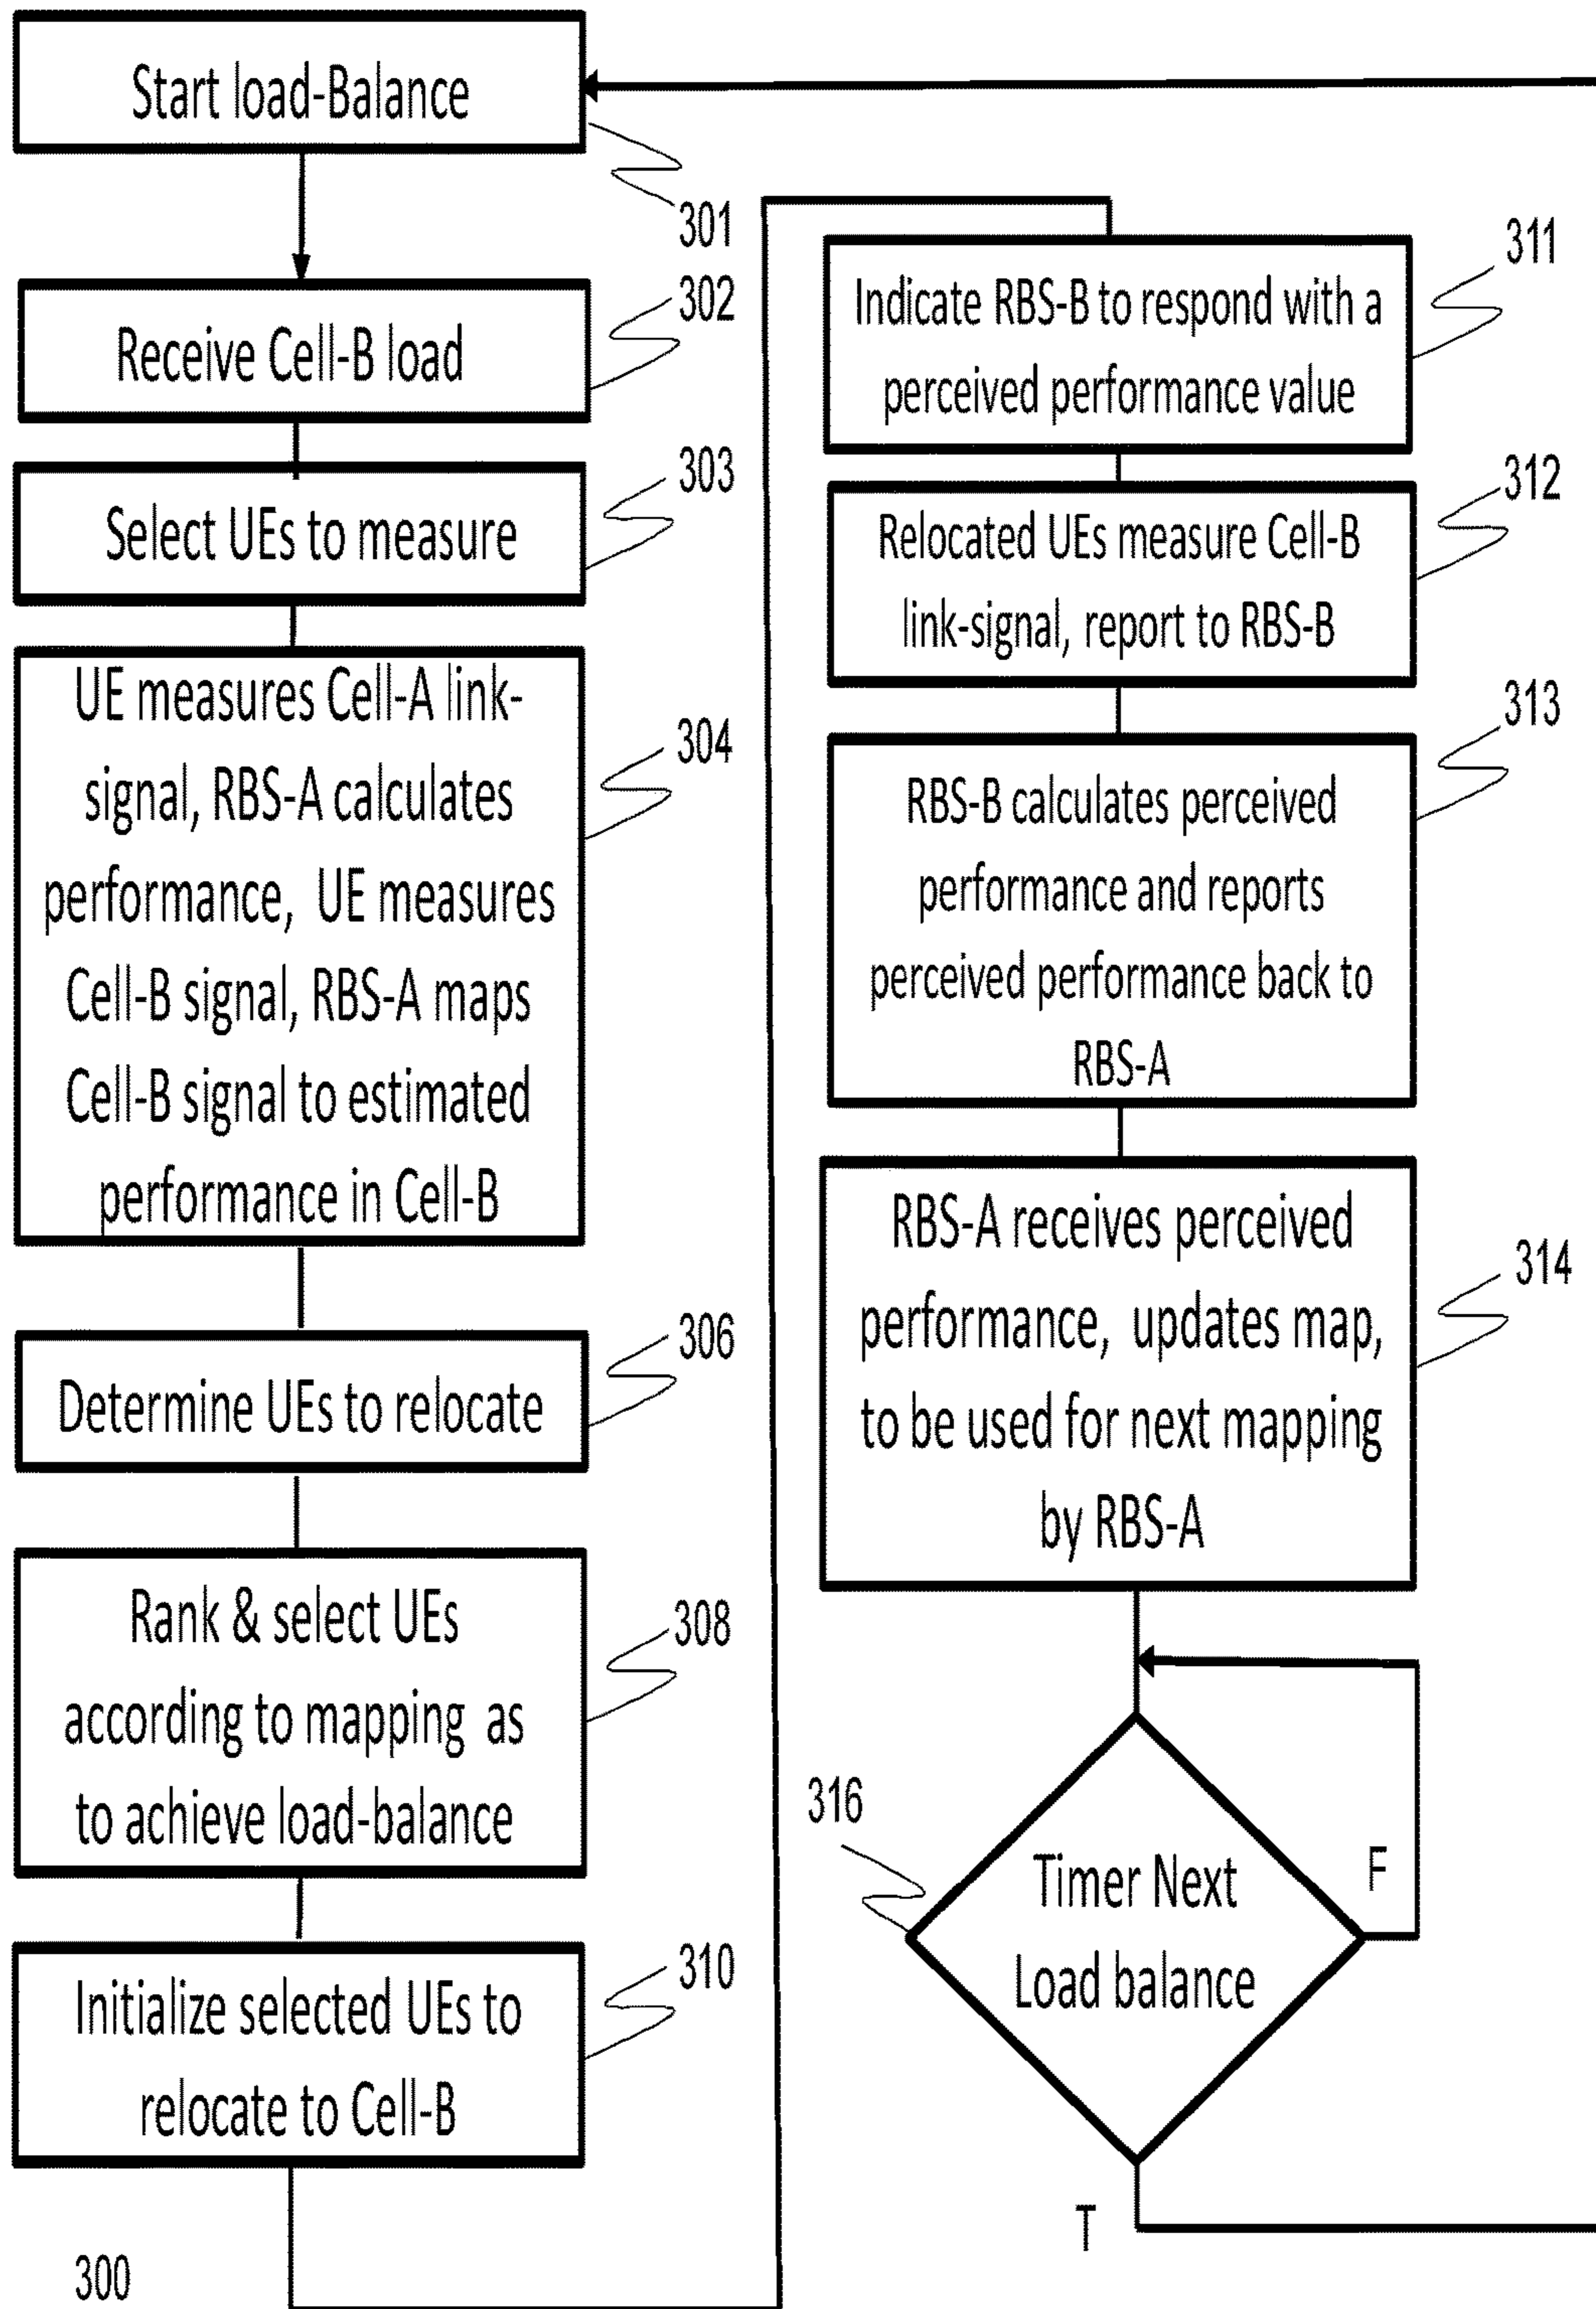 Start load-Balance
301
Receive Cell-B load
302
Select UEs to measure
303
UE measures Cell-A link-
signal, RBS-A calculates
performance, UE measures
Cell-B signal, RBS-A maps
Cell-B signal to estimated
performance in Cell-B
304
Determine UEs to relocate
306
Rank & select UEs
according to mapping as
to achieve load-balance
308
Initialize selected UEs to
relocate to Cell-B
310
300
Indicate RBS-B to respond with a
perceived performance value
311
Relocated UEs measure Cell-B
link-signal, report to RBS-B
312
RBS-B calculates perceived
performance and reports
perceived performance back to
RBS-A
313
RBS-A receives perceived
performance, updates map,
to be used for next mapping
by RBS-A
314
316
Timer Next
Load balance
F
T